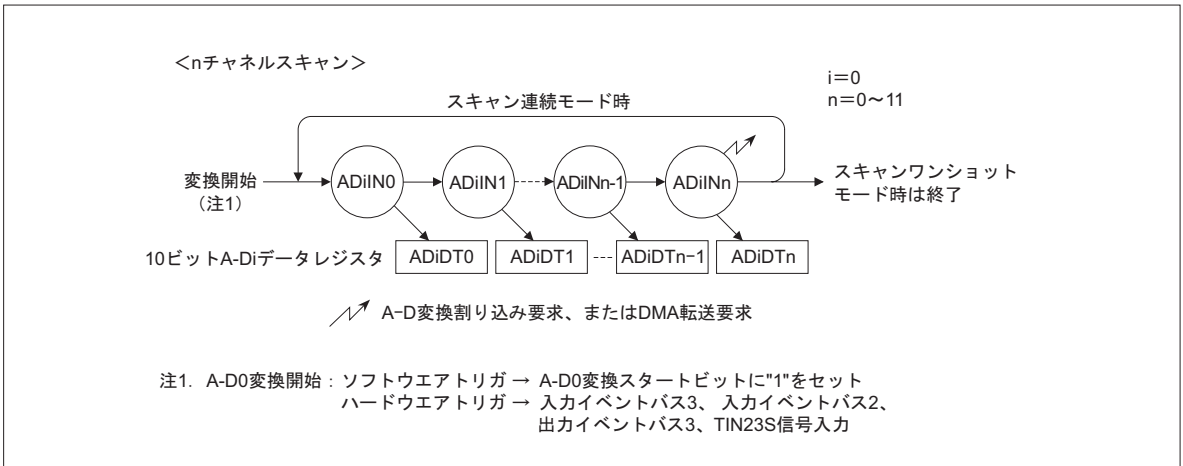 <nチャネルスキャン>
i=0
n=0~11
スキャン連続モード時
変換開始
(注1)
ADiIN0
ADiIN1
ADiINn-1
ADiINn
スキャンワンショット
モード時は終了
10ビットA-Diデータレジスタ
ADiDT0
ADiDT1
ADiDTn-1
ADiDTn
A-D変換割り込み要求、またはDMA転送要求
注1. A-D0変換開始:ソフトウエアトリガ → A-D0変換スタートビットに"1"をセット
ハードウエアトリガ → 入力イベントバス3、入力イベントバス2、
出力イベントバス3、TIN23S信号入力